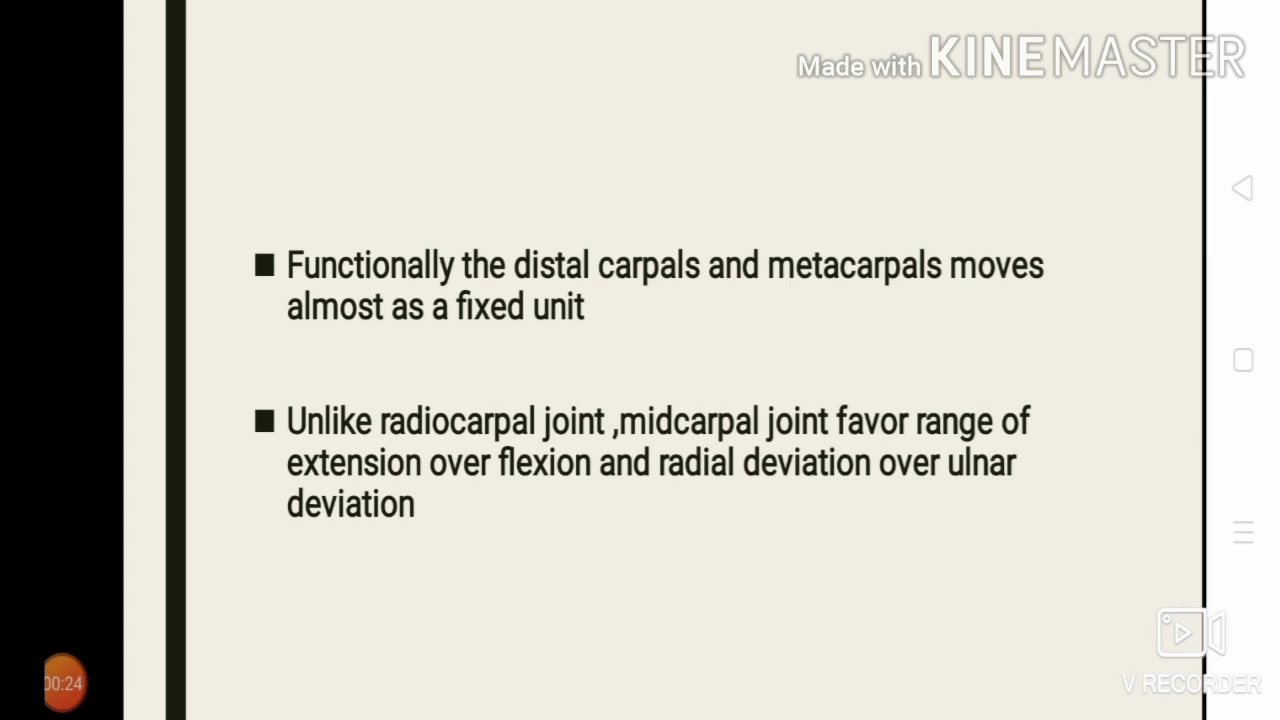 Made with KINEMASTER
■ Functionally the distal carpals and metacarpals moves
almost as a fixed unit
■ Unlike radiocarpal joint ,midcarpal joint favor range of
extension over flexion and radial deviation over ulnar
deviation
00:24
V RECORDER